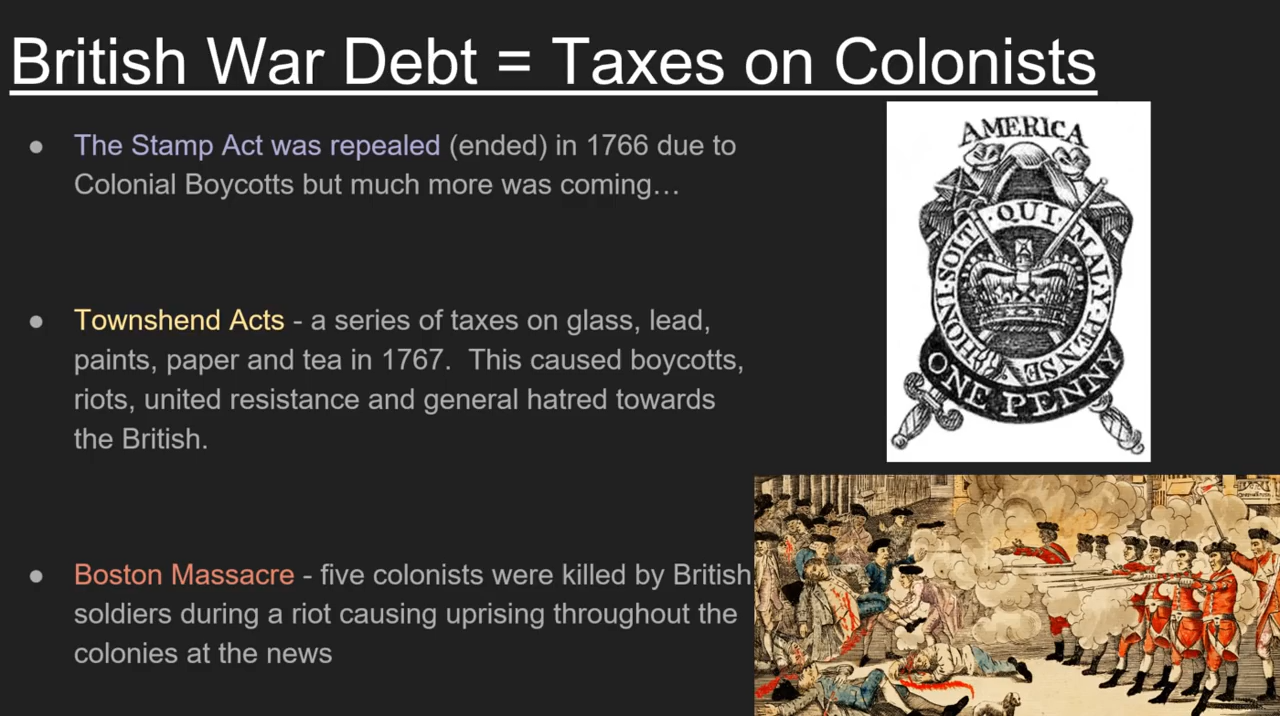 British War Debt = Taxes on Colonists
● The Stamp Act was repealed (ended) in 1766 due to
Colonial Boycotts but much more was coming…
● Townshend Acts - a series of taxes on glass, lead,
paints, paper and tea in 1767.  This caused boycotts,
riots, united resistance and general hatred towards
the British.
● Boston Massacre - five colonists were killed by British
soldiers during a riot causing uprising throughout the
colonies at the news
AMERICA
HONI·SOIT·QUI·MAL·Y·PENSE
ONE PENNY